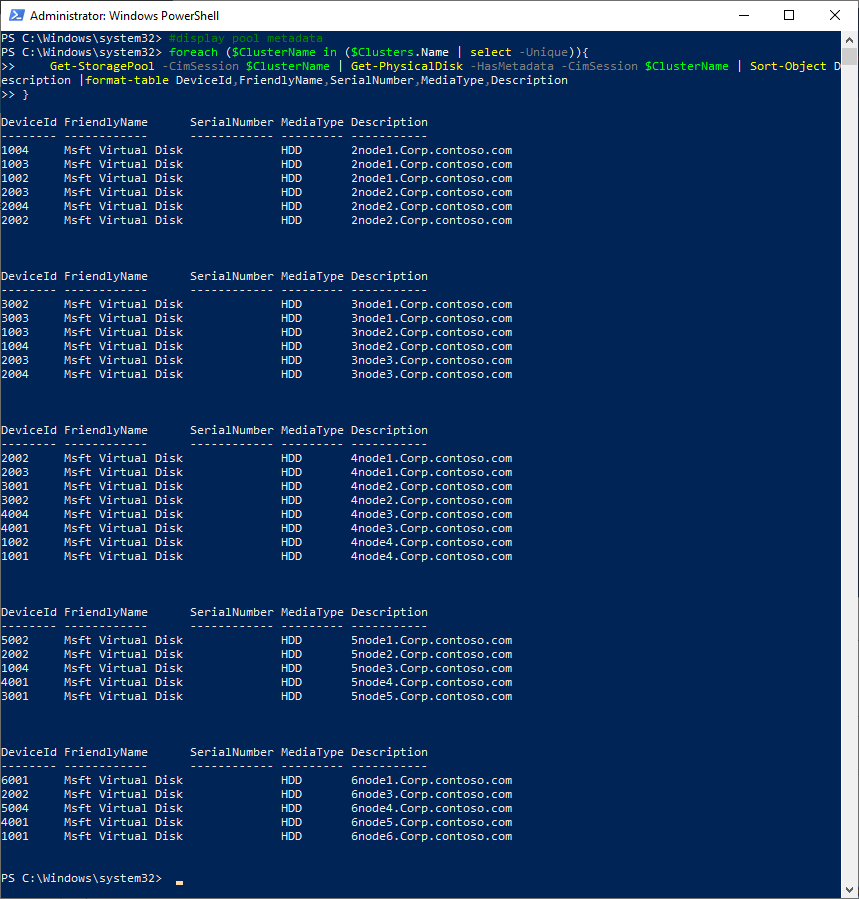 Administrator: Windows PowerShell
PS C:\Windows\system32> #display pool metadata
PS C:\Windows\system32> foreach ($ClusterName in ($Clusters.Name | select -Unique)){
>>     Get-StoragePool -CimSession $ClusterName | Get-PhysicalDisk -HasMetadata -CimSession $ClusterName | Sort-Object D
escription |format-table DeviceId,FriendlyName,SerialNumber,MediaType,Description
>> }
DeviceId FriendlyName      SerialNumber MediaType Description
-------- ------------      ------------ --------- -----------
1004     Msft Virtual Disk              HDD       2node1.Corp.contoso.com
1003     Msft Virtual Disk              HDD       2node1.Corp.contoso.com
1002     Msft Virtual Disk              HDD       2node1.Corp.contoso.com
2003     Msft Virtual Disk              HDD       2node2.Corp.contoso.com
2004     Msft Virtual Disk              HDD       2node2.Corp.contoso.com
2002     Msft Virtual Disk              HDD       2node2.Corp.contoso.com
DeviceId FriendlyName      SerialNumber MediaType Description
-------- ------------      ------------ --------- -----------
3002     Msft Virtual Disk              HDD       3node1.Corp.contoso.com
3003     Msft Virtual Disk              HDD       3node1.Corp.contoso.com
1003     Msft Virtual Disk              HDD       3node2.Corp.contoso.com
1004     Msft Virtual Disk              HDD       3node2.Corp.contoso.com
2003     Msft Virtual Disk              HDD       3node3.Corp.contoso.com
2004     Msft Virtual Disk              HDD       3node3.Corp.contoso.com
DeviceId FriendlyName      SerialNumber MediaType Description
-------- ------------      ------------ --------- -----------
2002     Msft Virtual Disk              HDD       4node1.Corp.contoso.com
2003     Msft Virtual Disk              HDD       4node1.Corp.contoso.com
3001     Msft Virtual Disk              HDD       4node2.Corp.contoso.com
3002     Msft Virtual Disk              HDD       4node2.Corp.contoso.com
4004     Msft Virtual Disk              HDD       4node3.Corp.contoso.com
4001     Msft Virtual Disk              HDD       4node3.Corp.contoso.com
1002     Msft Virtual Disk              HDD       4node4.Corp.contoso.com
1001     Msft Virtual Disk              HDD       4node4.Corp.contoso.com
DeviceId FriendlyName      SerialNumber MediaType Description
-------- ------------      ------------ --------- -----------
5002     Msft Virtual Disk              HDD       5node1.Corp.contoso.com
2002     Msft Virtual Disk              HDD       5node2.Corp.contoso.com
1004     Msft Virtual Disk              HDD       5node3.Corp.contoso.com
4001     Msft Virtual Disk              HDD       5node4.Corp.contoso.com
3001     Msft Virtual Disk              HDD       5node5.Corp.contoso.com
DeviceId FriendlyName      SerialNumber MediaType Description
-------- ------------      ------------ --------- -----------
6001     Msft Virtual Disk              HDD       6node1.Corp.contoso.com
2002     Msft Virtual Disk              HDD       6node3.Corp.contoso.com
5004     Msft Virtual Disk              HDD       6node4.Corp.contoso.com
4001     Msft Virtual Disk              HDD       6node5.Corp.contoso.com
1001     Msft Virtual Disk              HDD       6node6.Corp.contoso.com
PS C:\Windows\system32> _